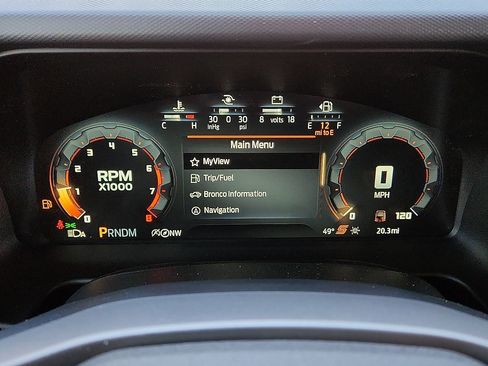 C H
30 0 30
inHg psi
8 18
volts
E 12 F
mi to E
Main Menu
MyView
Trip/Fuel
Bronco Information
Navigation
0 1 2 3 4 5 6 7 8
RPM
X1000
0
MPH
0 120
A
PRNDM
NW
49°
20.3 mi